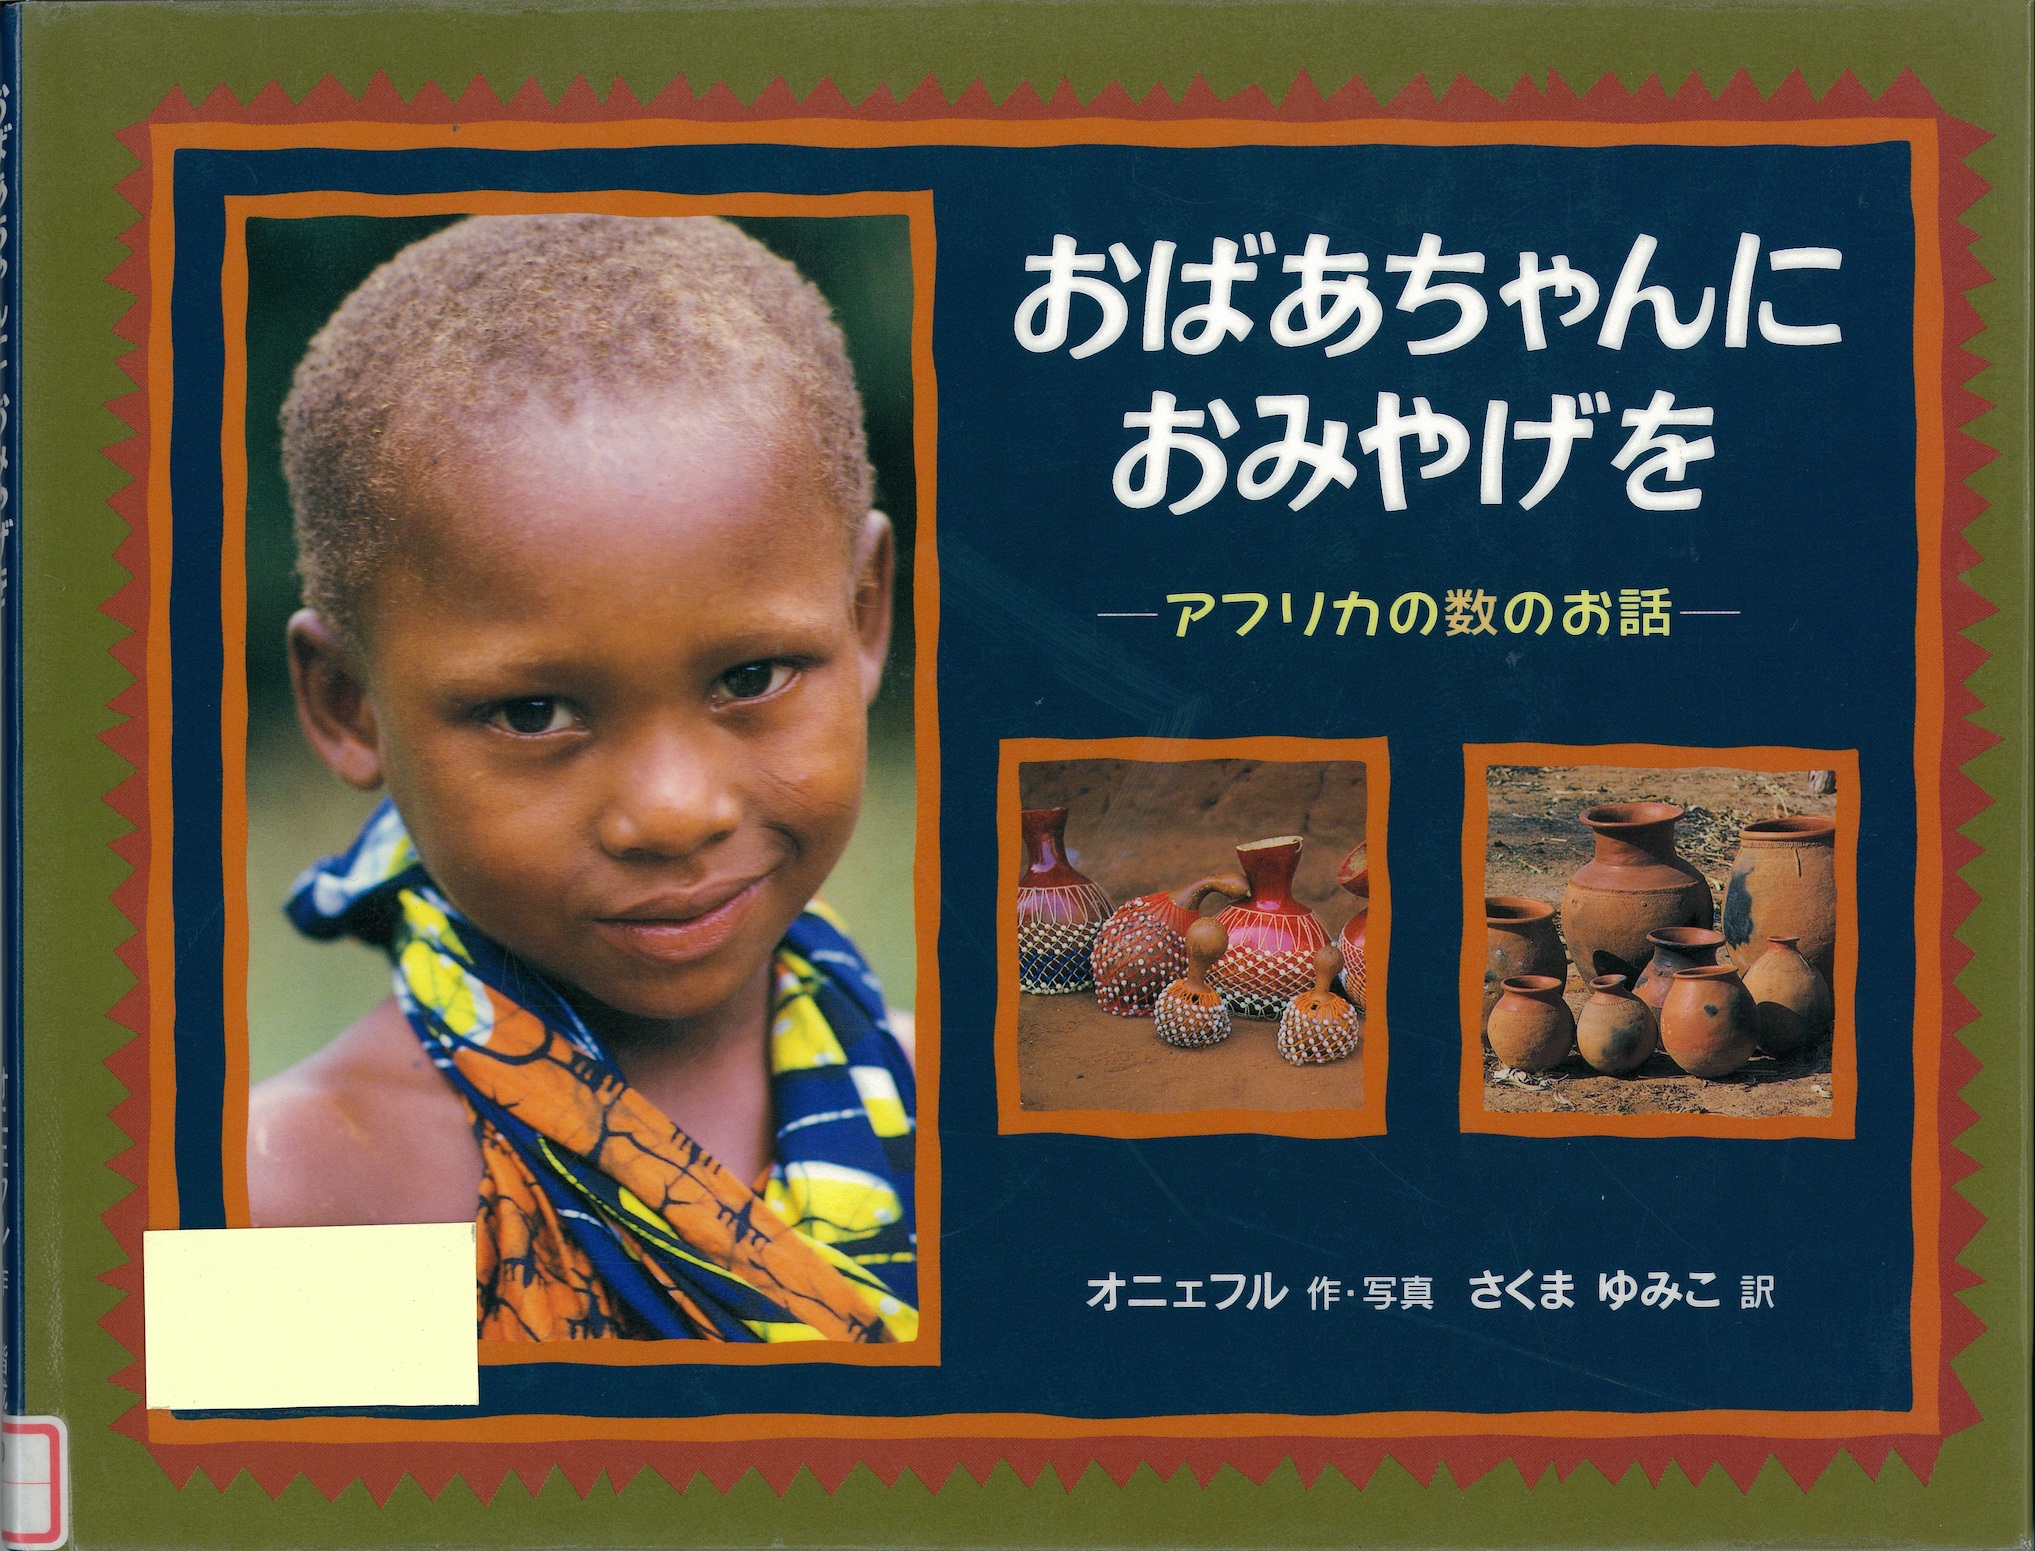 おばあちゃんに
おみやげを
—アフリカの数のお話—
オニェフル 作・写真 さくま ゆみこ 訳